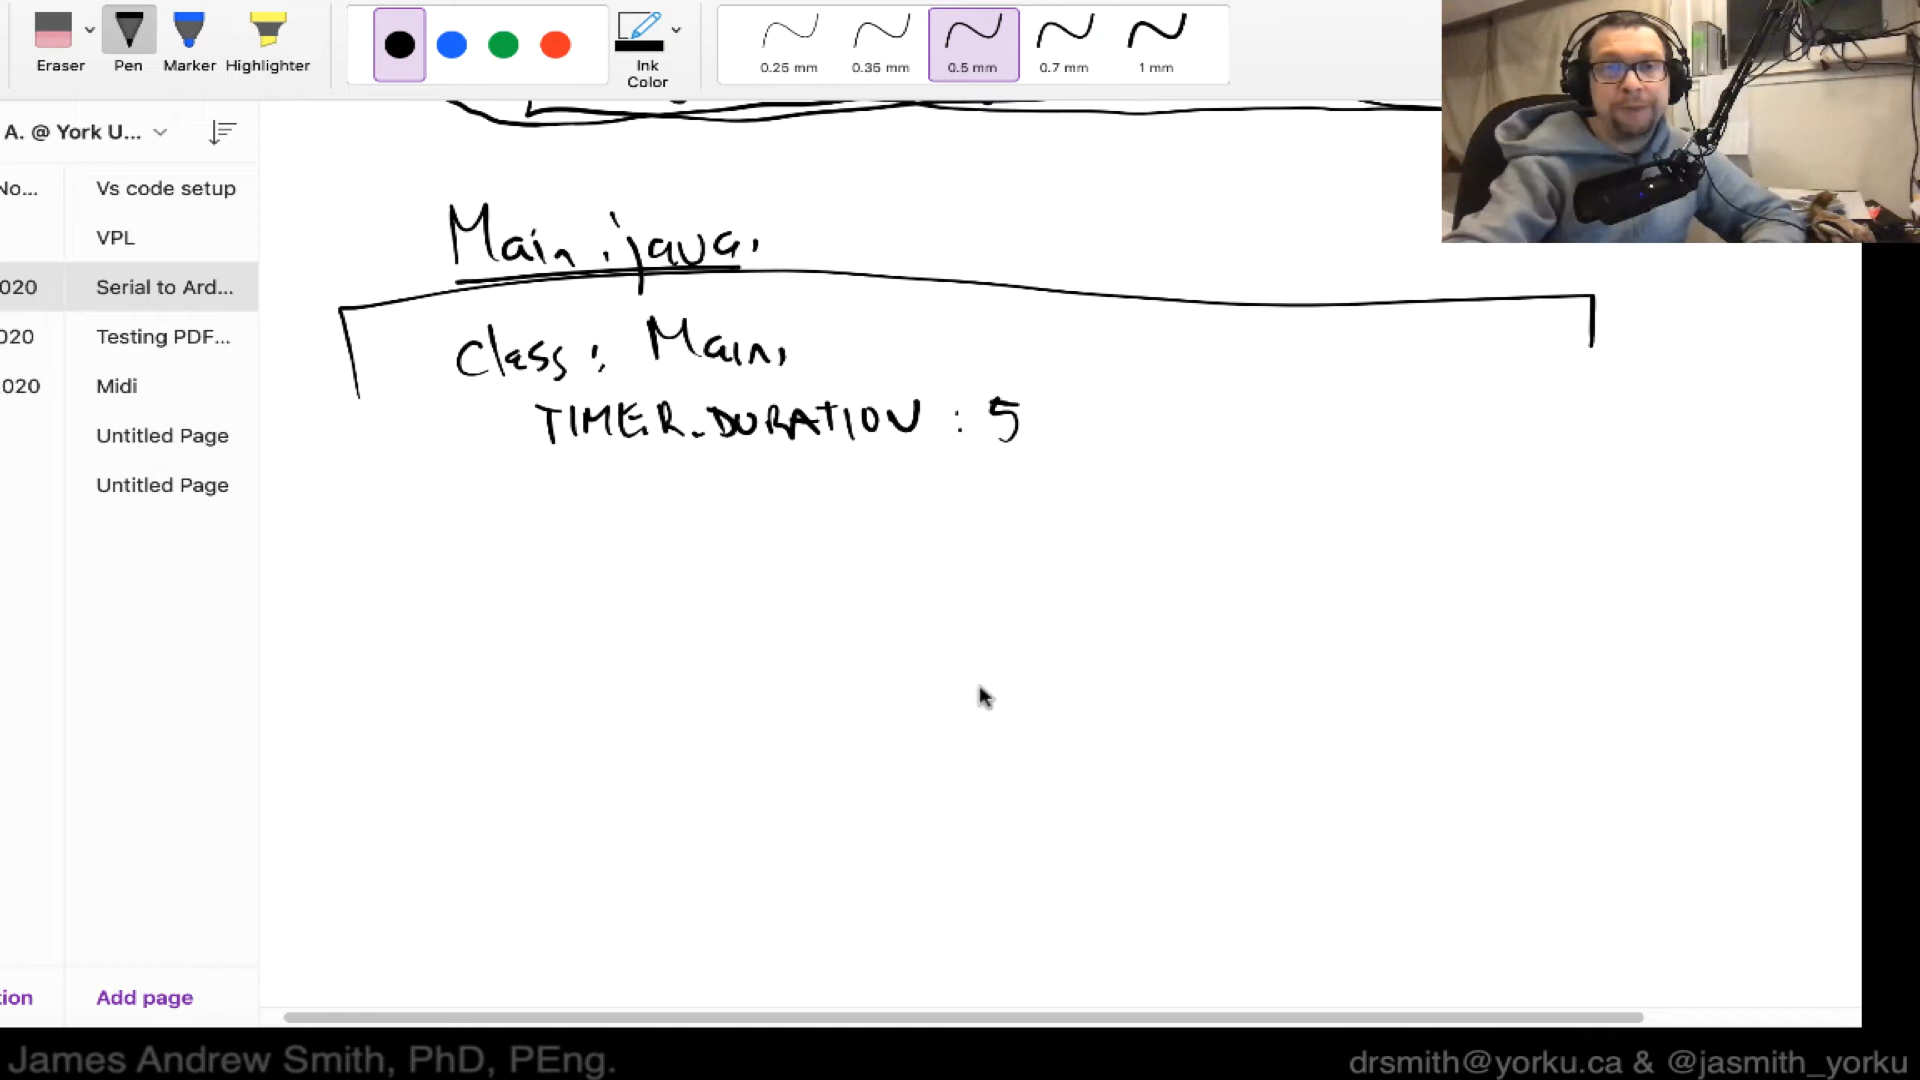 Eraser
Pen
Marker
Highlighter
Ink
Color
0.25 mm
0.35 mm
0.5 mm
0.7 mm
1 mm
A. @ York U...
No...
Vs code setup
VPL
020
Serial to Ard...
020
Testing PDF...
020
Midi
Untitled Page
Untitled Page
tion
Add page
Main.java.
Class: Main,
TIMER_DURATION : 5
James Andrew Smith, PhD, PEng.
drsmith@yorku.ca & @jasmith_yorku